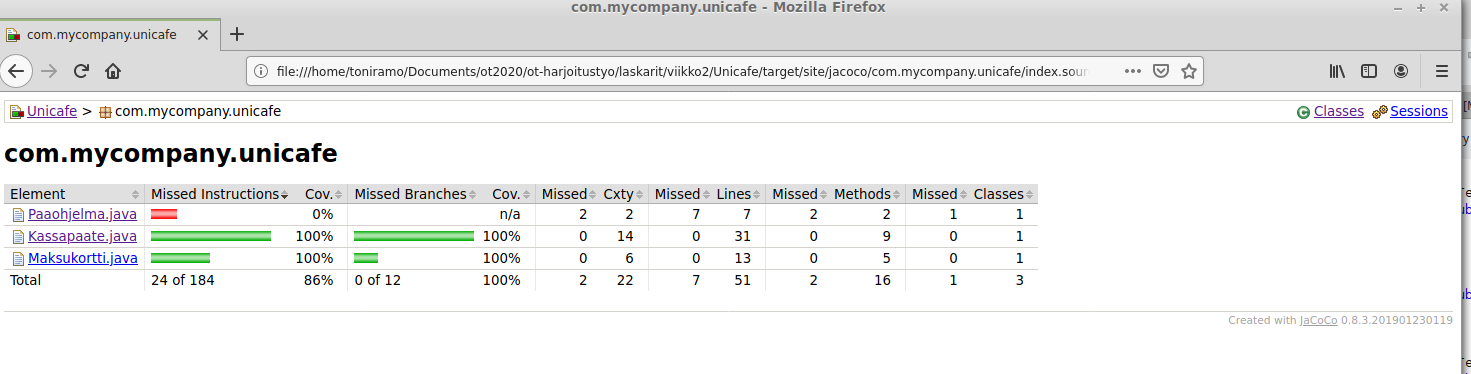 com.mycompany.unicafe - Mozilla Firefox
com.mycompany.unicafe
file:///home/toniramo/Documents/ot2020/ot-harjoitustyo/laskarit/viikko2/Unicafe/target/site/jacoco/com.mycompany.unicafe/index.sour
Unicafe > com.mycompany.unicafe Classes Sessions
com.mycompany.unicafe
Element Missed Instructions Cov. Missed Branches Cov. Missed Cxty Missed Lines Missed Methods Missed Classes
Paaohjelma.java 0% n/a 2 2 7 7 2 2 1 1
Kassapaate.java 100% 100% 0 14 0 31 0 9 0 1
Maksukortti.java 100% 100% 0 6 0 13 0 5 0 1
Total 24 of 184 86% 0 of 12 100% 2 22 7 51 2 16 1 3
Created with JaCoCo 0.8.3.201901230119